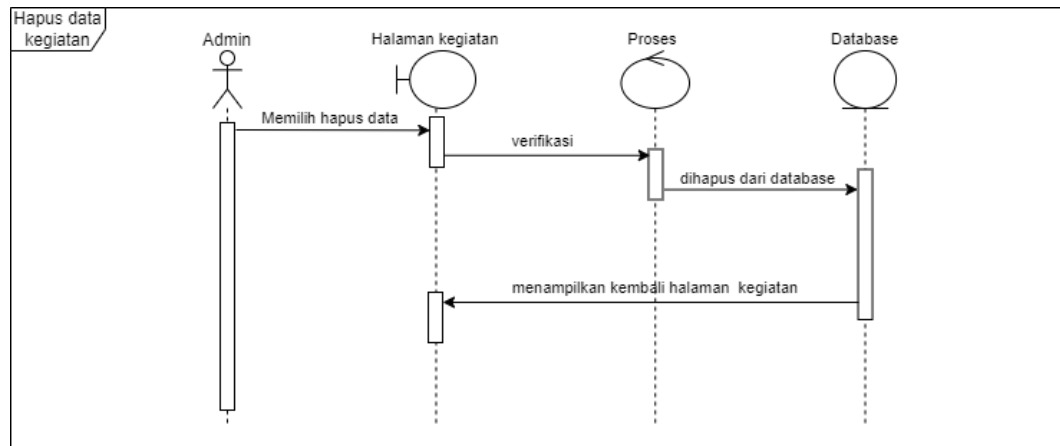 Hapus data
kegiatan
Admin
Halaman kegiatan
Proses
Database
Memilih hapus data
verifikasi
dihapus dari database
menampilkan kembali halaman kegiatan